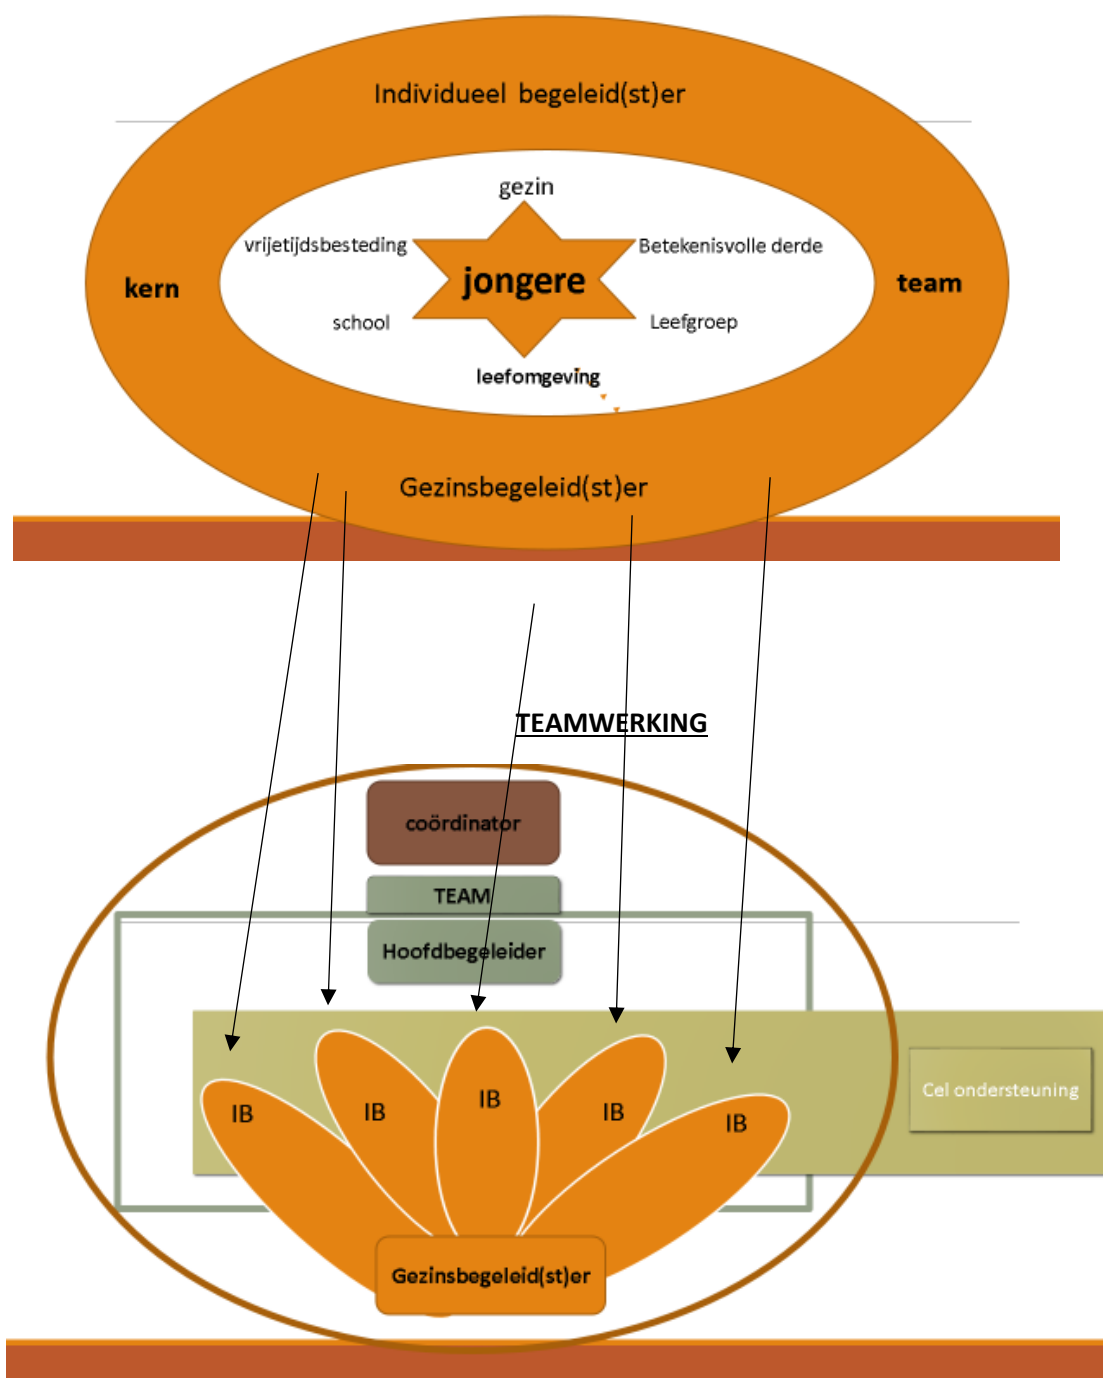 Individueel begeleid(st)er
gezin
vrijetijdsbesteding
Betekenisvolle derde
jongere
kern
team
school
Leefgroep
leefomgeving
Gezinsbegeleid(st)er
TEAMWERKING
coördinator
TEAM
Hoofdbegeleider
Cel ondersteuning
IB
IB
IB
IB
IB
Gezinsbegeleid(st)er